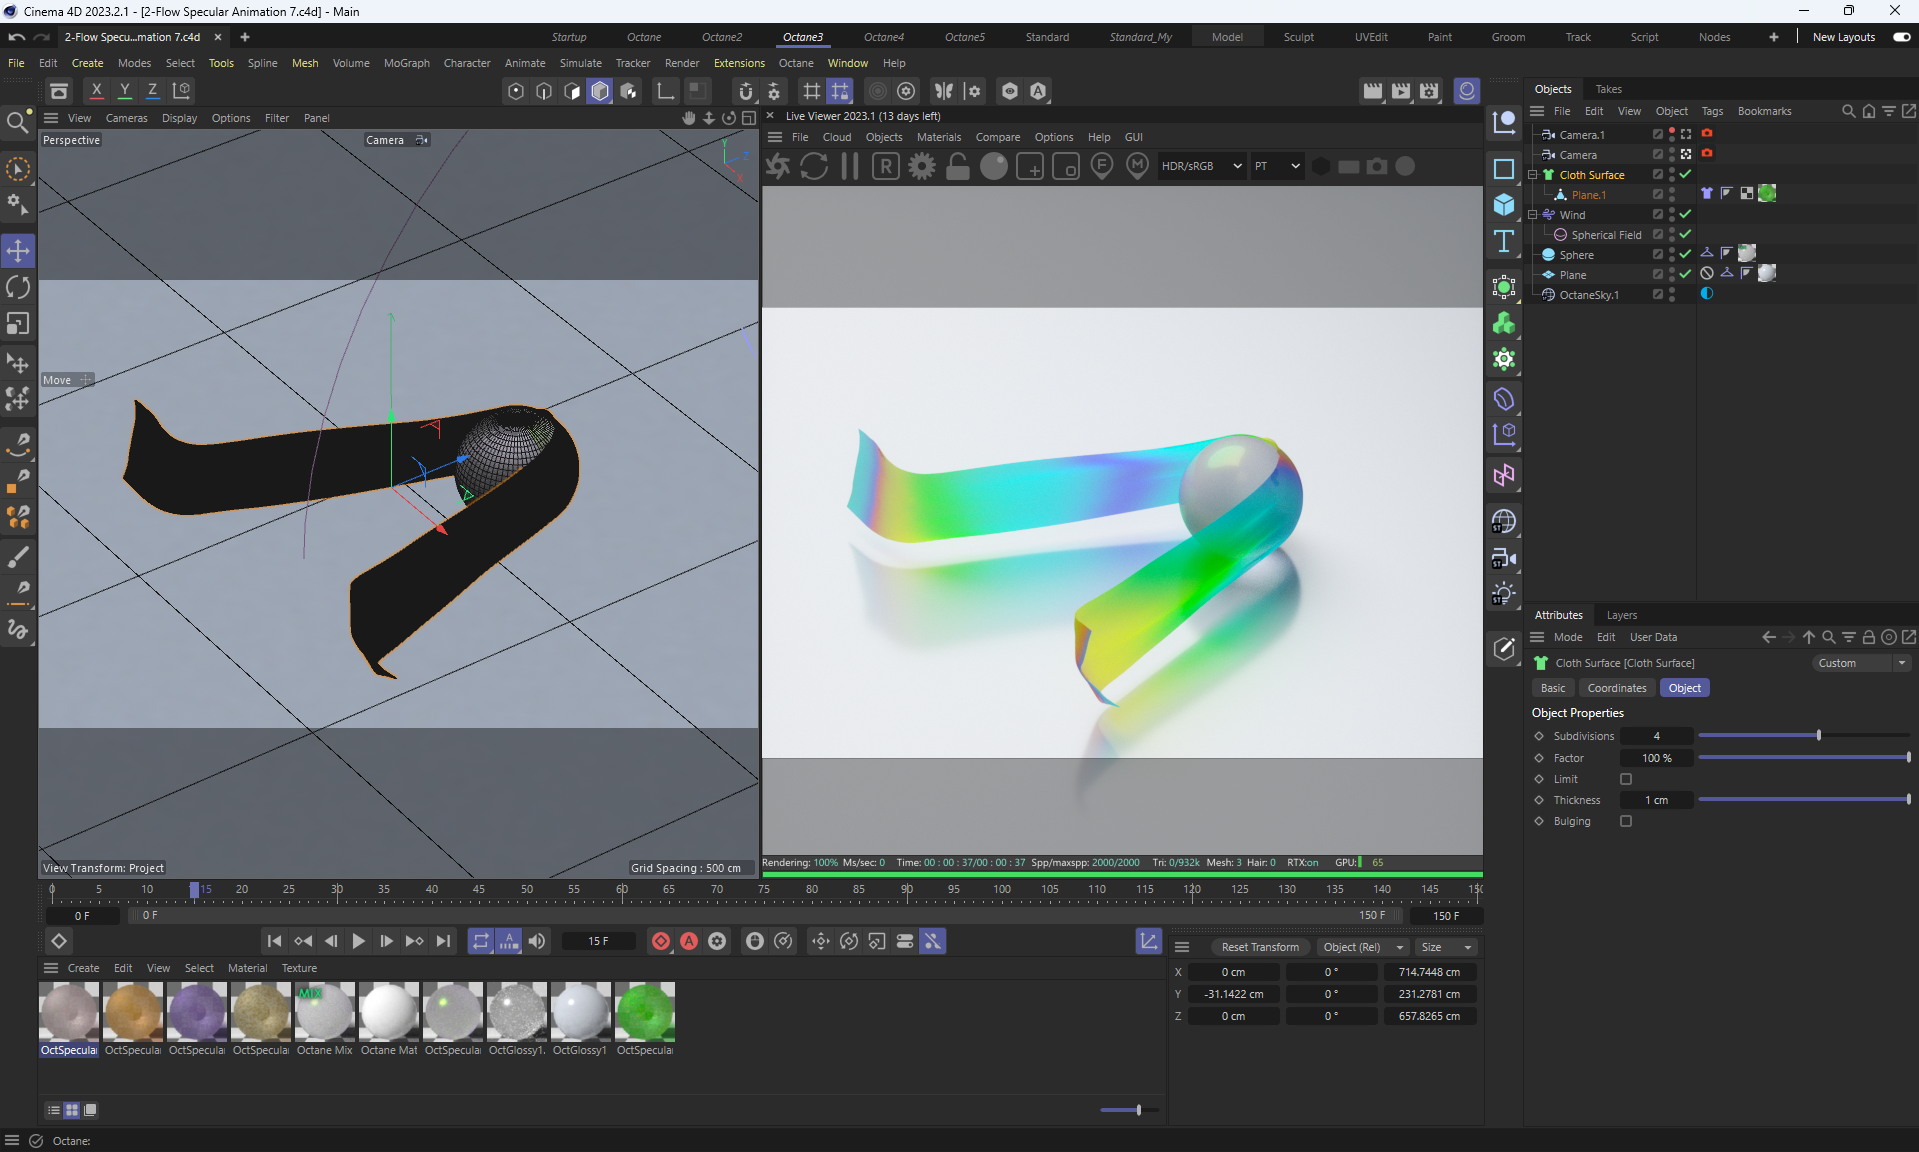 Cinema 4D 2023.2.1 - [2-Flow Specular Animation 7.c4d] - Main
2-Flow Specu...mation 7.c4d
Startup Octane Octane2 Octane3 Octane4 Octane5 Standard Standard_My Model Sculpt UVEdit Paint Groom Track Script Nodes New Layouts
File Edit Create Modes Select Tools Spline Mesh Volume MoGraph Character Animate Simulate Tracker Render Extensions Octane Window Help
X Y Z
View Cameras Display Options Filter Panel
Perspective
Camera
Y
Z
X
Move
View Transform: Project
Grid Spacing : 500 cm
Live Viewer 2023.1 (13 days left)
File Cloud Objects Materials Compare Options Help GUI
R F M HDR/sRGB PT
Rendering: 100% Ms/sec: 0 Time: 00 : 00 : 37/00 : 00 : 37 Spp/maxspp: 2000/2000 Tri: 0/932k Mesh: 3 Hair: 0 RTX:on GPU: 65
Objects Takes
File Edit View Object Tags Bookmarks
Camera.1
Camera
Cloth Surface
Plane.1
Wind
Spherical Field
Sphere
Plane
OctaneSky.1
Attributes Layers
Mode Edit User Data
Cloth Surface [Cloth Surface]
Custom
Basic Coordinates Object
Object Properties
Subdivisions 4
Factor 100 %
Limit
Thickness 1 cm
Bulging
0 5 10 15 20 25 30 35 40 45 50 55 60 65 70 75 80 85 90 95 100 105 110 115 120 125 130 135 140 145 150
0 F 0 F 150 F 150 F
15 F
Reset Transform Object (Rel) Size
X 0 cm 0 ° 714.7448 cm
Y -31.1422 cm 0 ° 231.2781 cm
Z 0 cm 0 ° 657.8265 cm
Create Edit View Select Material Texture
MIX
OctSpecula OctSpecula OctSpecula OctSpecula Octane Mix Octane Mat OctSpecula OctGlossy1. OctGlossy1 OctSpecula
Octane: